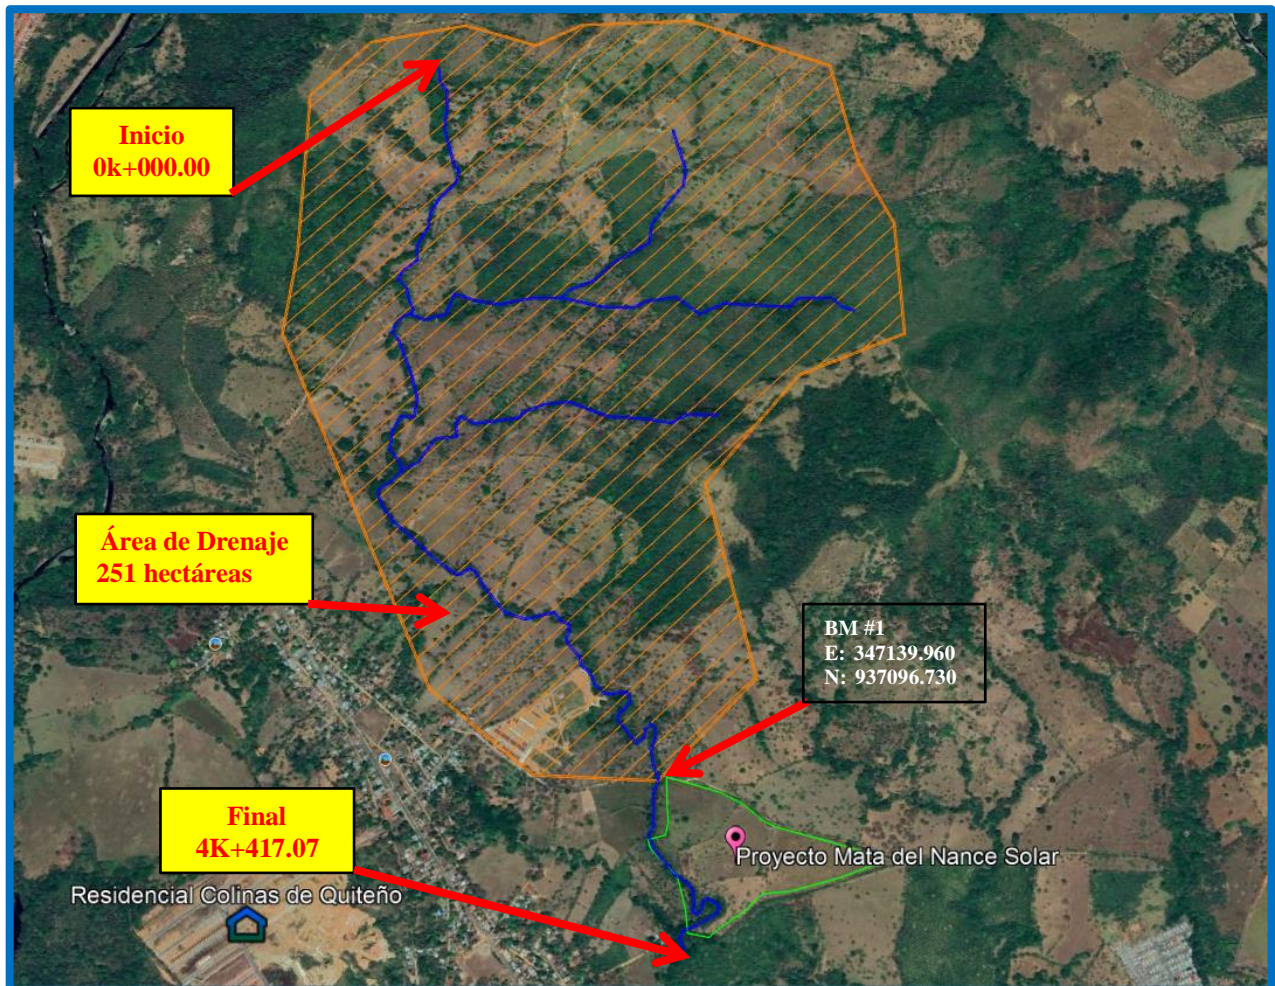 Inicio
0k+000.00
Área de Drenaje
251 hectáreas
BM #1
E: 347139.960
N: 937096.730
Final
4K+417.07
Proyecto Mata del Nance Solar
Residencial Colinas de Quiteño